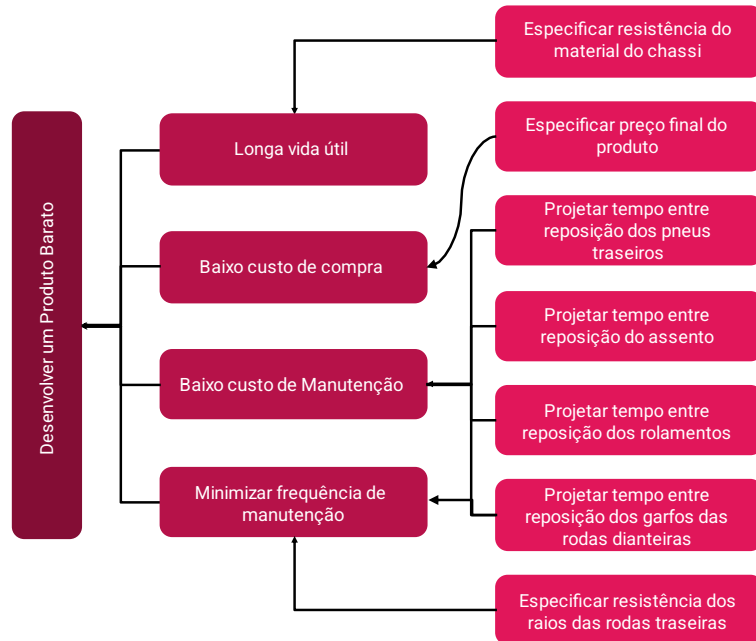 Desenvolver um Produto Barato
Longa vida útil
Baixo custo de compra
Baixo custo de Manutenção
Minimizar frequência de
manutenção
Especificar resistência do
material do chassi
Especificar preço final do
produto
Projetar tempo entre
reposição dos pneus
traseiros
Projetar tempo entre
reposição do assento
Projetar tempo entre
reposição dos rolamentos
Projetar tempo entre
reposição dos garfos das
rodas dianteiras
Especificar resistência dos
raios das rodas traseiras